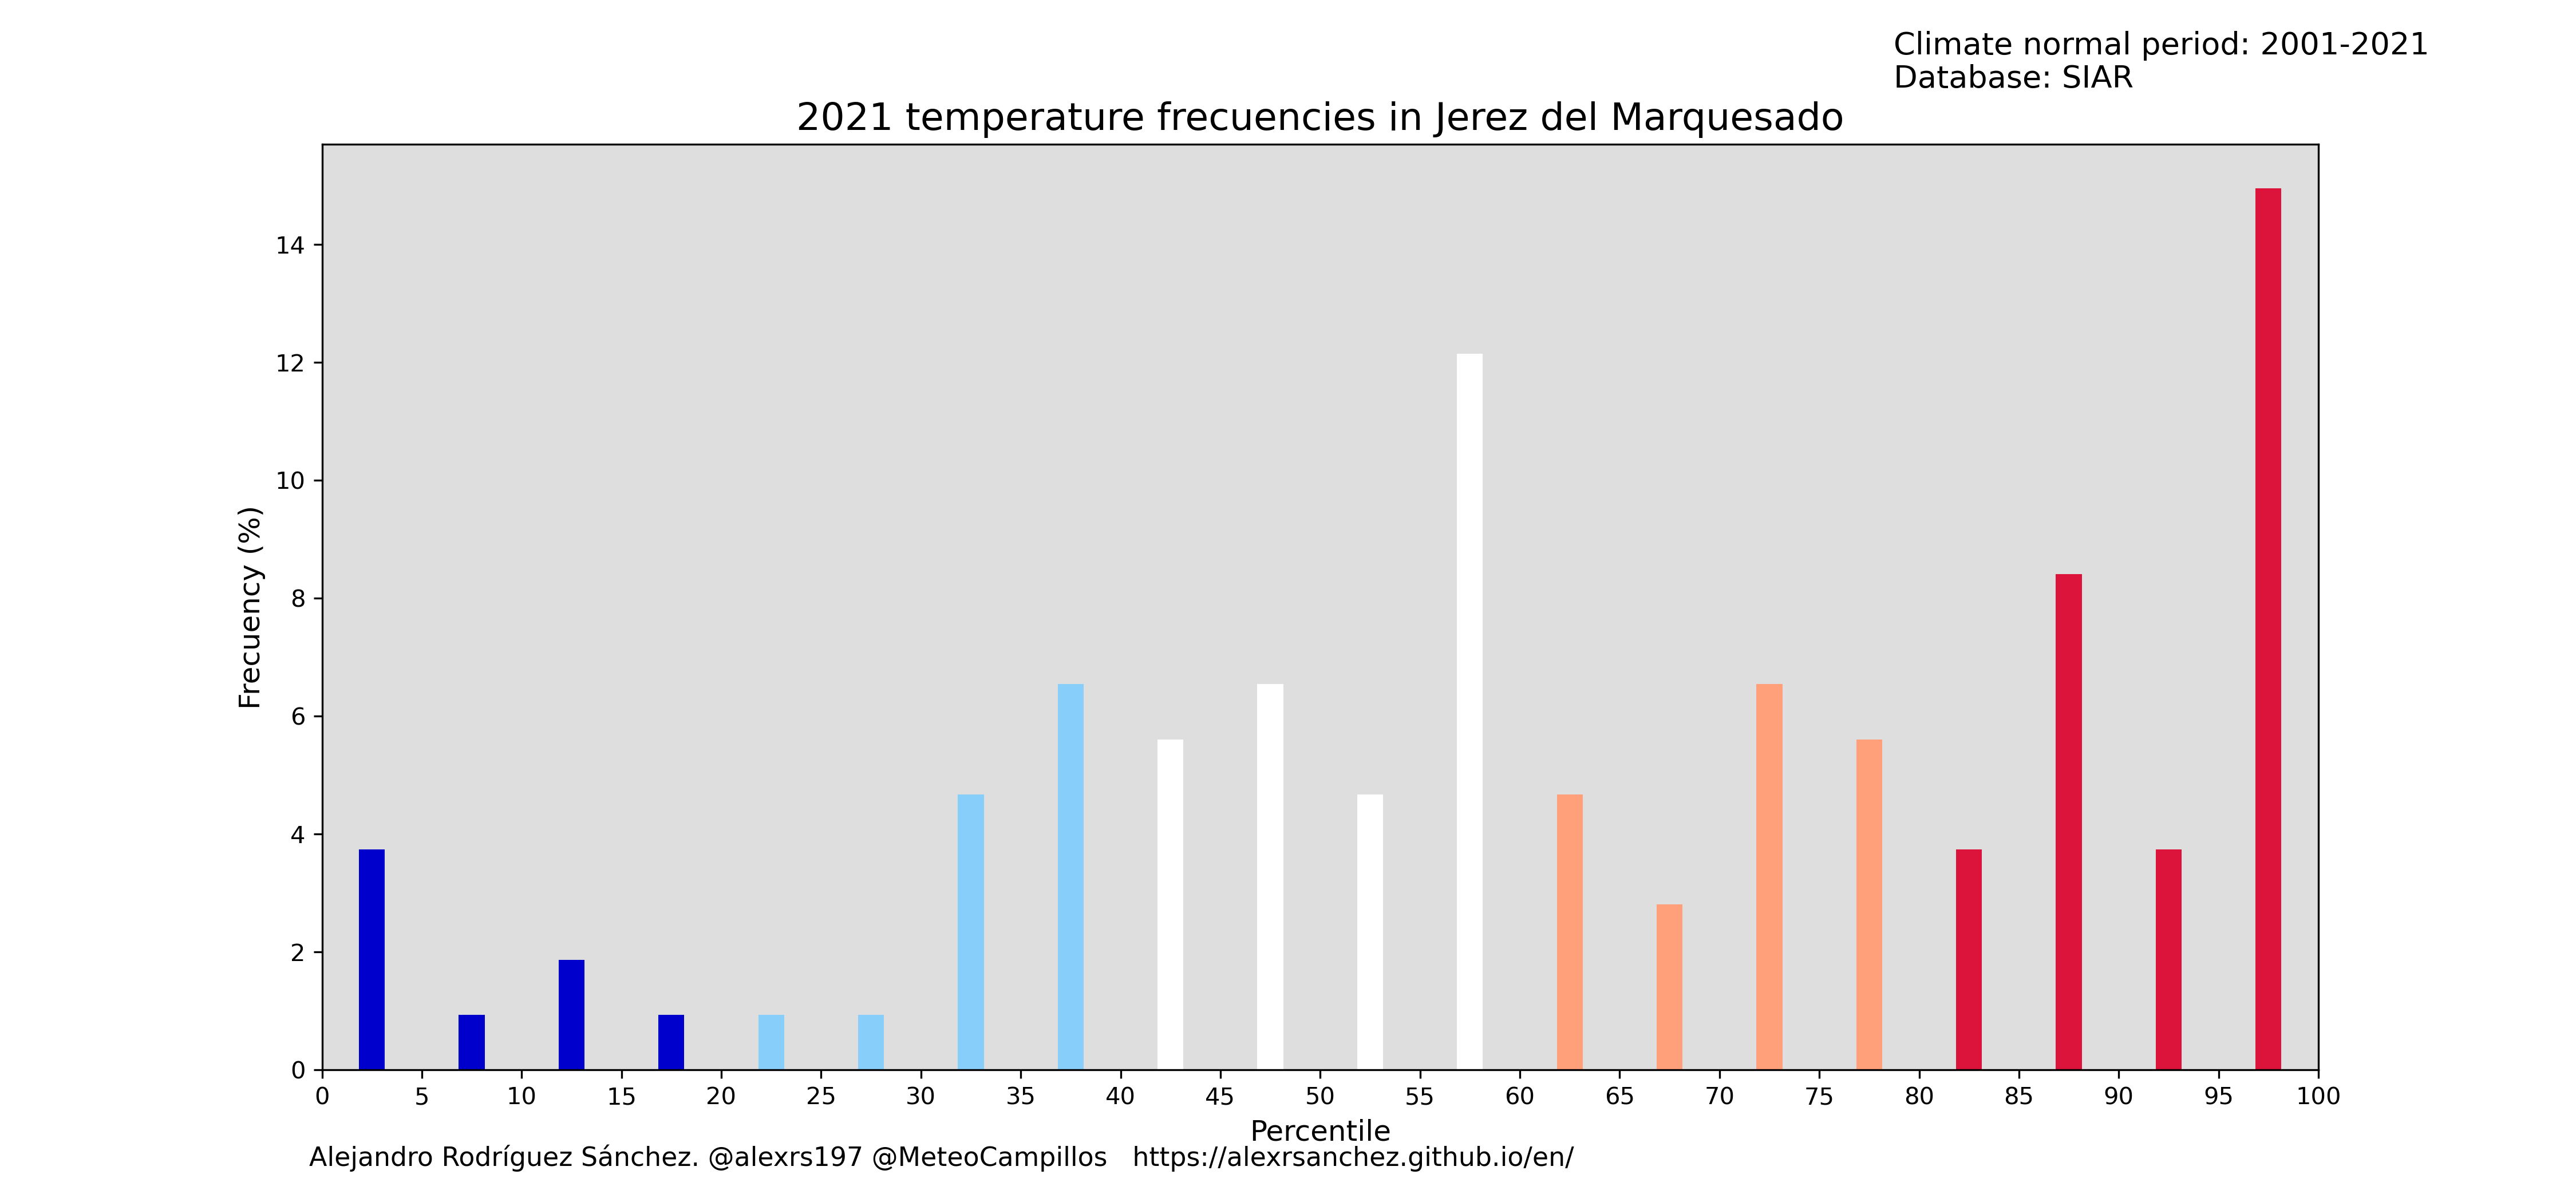 Climate normal period: 2001-2021
Database: SIAR
2021 temperature frecuencies in Jerez del Marquesado
Frecuency (%)
14
12
10
8
6
4
2
0
0 5 10 15 20 25 30 35 40 45 50 55 60 65 70 75 80 85 90 95 100
Percentile
Alejandro Rodríguez Sánchez. @alexrs197 @MeteoCampillos https://alexrsanchez.github.io/en/